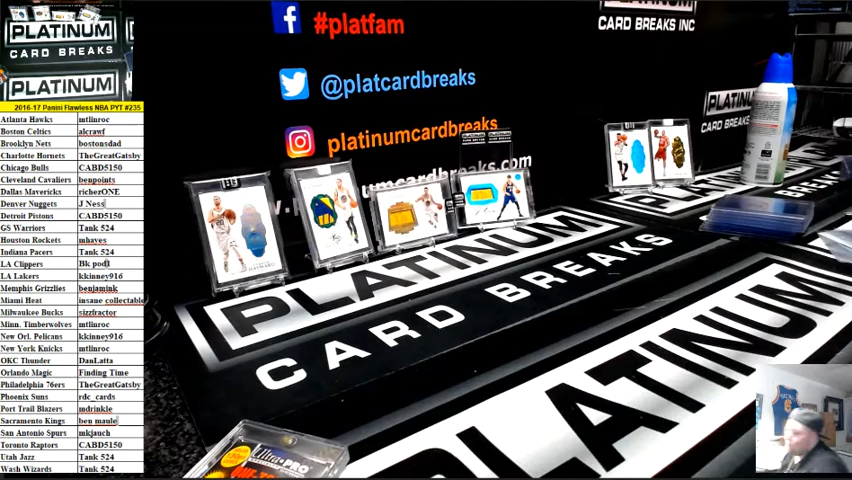 PLATINUM
CARD BREAKS
PLATINUM
2016-17 Panini Flawless NBA PYT #235
Atlanta Hawks mtlinroc
Boston Celtics alcrawf
Brooklyn Nets bostonsdad
Charlotte Hornets TheGreatGatsby
Chicago Bulls CABD5150
Cleveland Cavaliers benpoints
Dallas Mavericks richezONE
Denver Nuggets J Ness
Detroit Pistons CABD5150
GS Warriors Tank 524
Houston Rockets mhayes
Indiana Pacers Tank 524
LA Clippers Bk pod1
LA Lakers kkinney916
Memphis Grizzlies benjamink
Miami Heat insaue collectable
Milwaukee Bucks sizzfractor
Minn. Timberwolves mtlinroc
New Orl. Pelicans kkinney916
New York Knicks mtlinroc
OKC Thunder DanLatta
Orlando Magic Finding Time
Philadelphia 76ers TheGreatGatsby
Phoenix Suns rdc_cards
Port Trail Blazers mdrinkle
Sacramento Kings ben maule
San Antonio Spurs mkjauch
Toronto Raptors CABD5150
Utah Jazz Tank 524
Wash Wizards Tank 524
#platfam
@platcardbreaks
platinumcardbreaks
PLATINUM
CARD BREAKS INC
PLATINUM
CARD BREAKS
PLATINUM
CARD BREAKS
PLATINUM
Ultra PRO